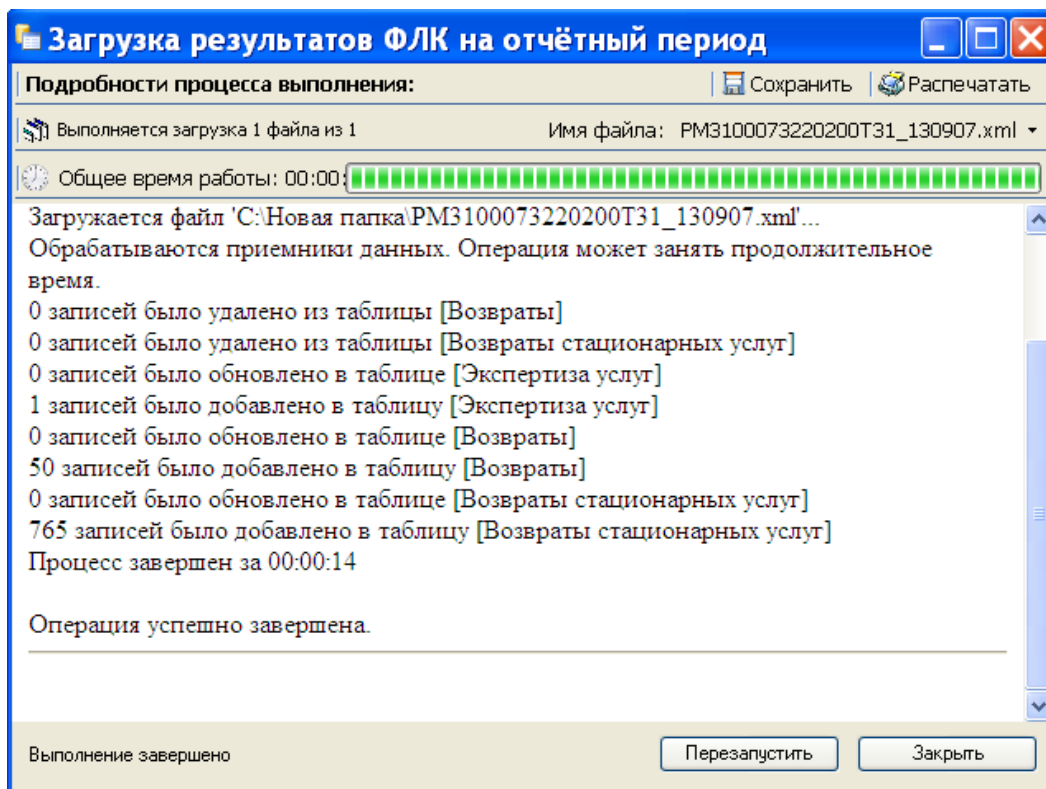 Загрузка результатов ФЛК на отчётный период
Подробности процесса выполнения:
Сохранить
Распечатать
Выполняется загрузка 1 файла из 1
Имя файла: PM3100073220200T31_130907.xml
Общее время работы: 00:00:
Загружается файл 'C:\Новая папка\PM3100073220200T31_130907.xml'...
Обрабатываются приемники данных. Операция может занять продолжительное
время.
0 записей было удалено из таблицы [Возвраты]
0 записей было удалено из таблицы [Возвраты стационарных услуг]
0 записей было обновлено в таблице [Экспертиза услуг]
1 записей было добавлено в таблицу [Экспертиза услуг]
0 записей было обновлено в таблице [Возвраты]
50 записей было добавлено в таблицу [Возвраты]
0 записей было обновлено в таблице [Возвраты стационарных услуг]
765 записей было добавлено в таблицу [Возвраты стационарных услуг]
Процесс завершен за 00:00:14
Операция успешно завершена.
Выполнение завершено
Перезапустить
Закрыть